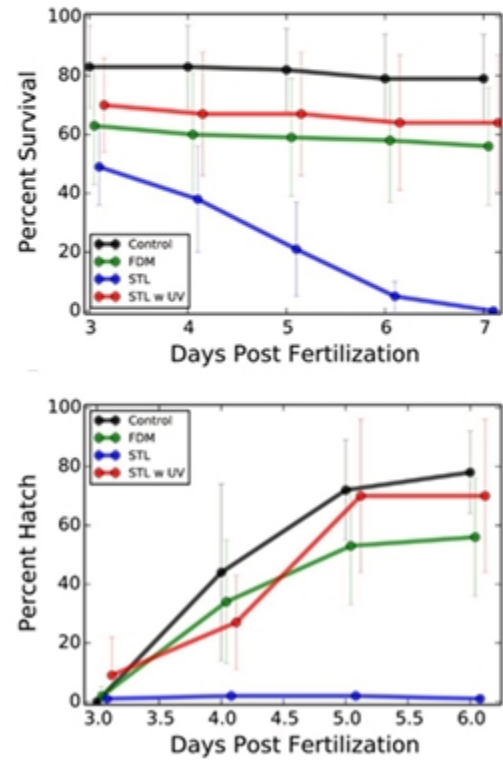 100
80
60
40
20
0
Percent Survival
Control
FDM
STL
STL w UV
3 4 5 6 7
Days Post Fertilization
100
80
60
40
20
0
Percent Hatch
Control
FDM
STL
STL w UV
3.0 3.5 4.0 4.5 5.0 5.5 6.0
Days Post Fertilization